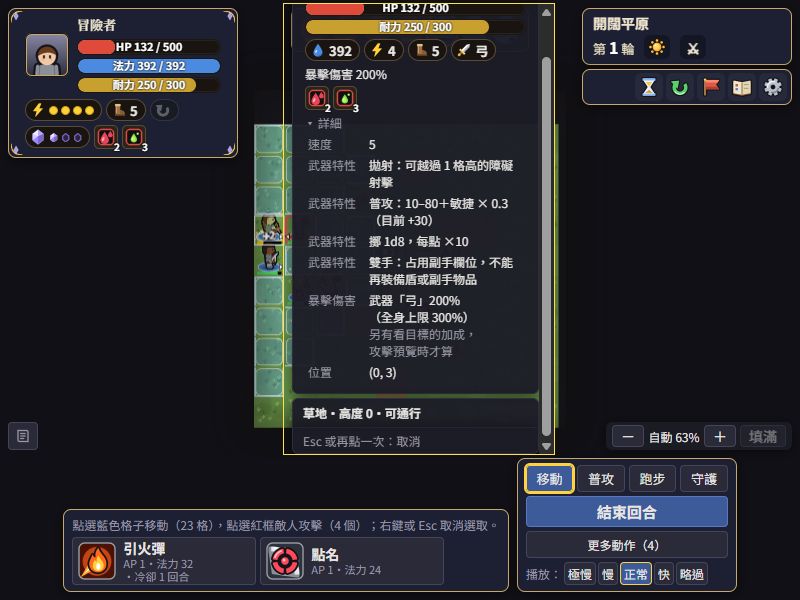 冒險者
HP 132 / 500
法力 392 / 392
耐力 250 / 300
5
2
3
HP 132 / 500
耐力 250 / 300
392
4
5
弓
暴擊傷害 200%
2
3
詳細
速度 5
武器特性 拋射：可越過 1 格高的障礙
射擊
武器特性 普攻：10–80＋敏捷 × 0.3
（目前 +30）
武器特性 擲 1d8，每點 ×10
武器特性 雙手：占用副手欄位，不能
再裝備盾或副手物品
暴擊傷害 武器「弓」200%
（全身上限 300%）
另有看目標的加成，
攻擊預覽時才算
位置 (0, 3)
草地・高度 0・可通行
Esc 或再點一次：取消
開闊平原
第 1 輪
− 自動 63% + 填滿
移動 普攻 跑步 守護
結束回合
更多動作（4）
播放： 極慢 慢 正常 快 略過
點選藍色格子移動（23 格），點選紅框敵人攻擊（4 個）；右鍵或 Esc 取消選取。
引火彈
AP 1・法力 32
・冷卻 1 回合
點名
AP 1・法力 24